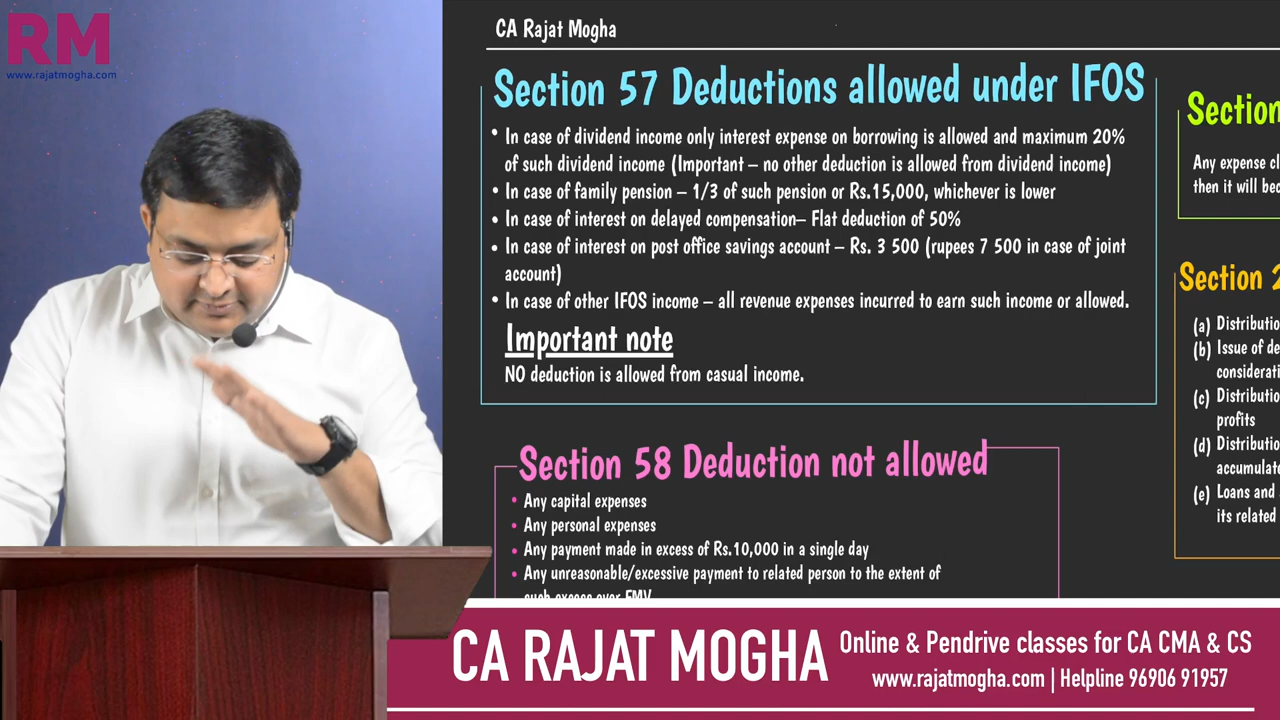 RM
www.rajatmogha.com
CA Rajat Mogha
Section 57 Deductions allowed under IFOS
• In case of dividend income only interest expense on borrowing is allowed and maximum 20%
of such dividend income (Important – no other deduction is allowed from dividend income)
• In case of family pension – 1/3 of such pension or Rs.15,000, whichever is lower
• In case of interest on delayed compensation– Flat deduction of 50%
• In case of interest on post office savings account – Rs. 3 500 (rupees 7 500 in case of joint
account)
• In case of other IFOS income – all revenue expenses incurred to earn such income or allowed.
Important note
NO deduction is allowed from casual income.
Section 58 Deduction not allowed
• Any capital expenses
• Any personal expenses
• Any payment made in excess of Rs.10,000 in a single day
• Any unreasonable/excessive payment to related person to the extent of
such excess over FMV
Section
Any expense cl
then it will be
Section 2
(a) Distributio
(b) Issue of de
considerati
(c) Distributio
profits
(d) Distributio
accumulat
(e) Loans and
its related
CA RAJAT MOGHA
Online & Pendrive classes for CA CMA & CS
www.rajatmogha.com | Helpline 96906 91957